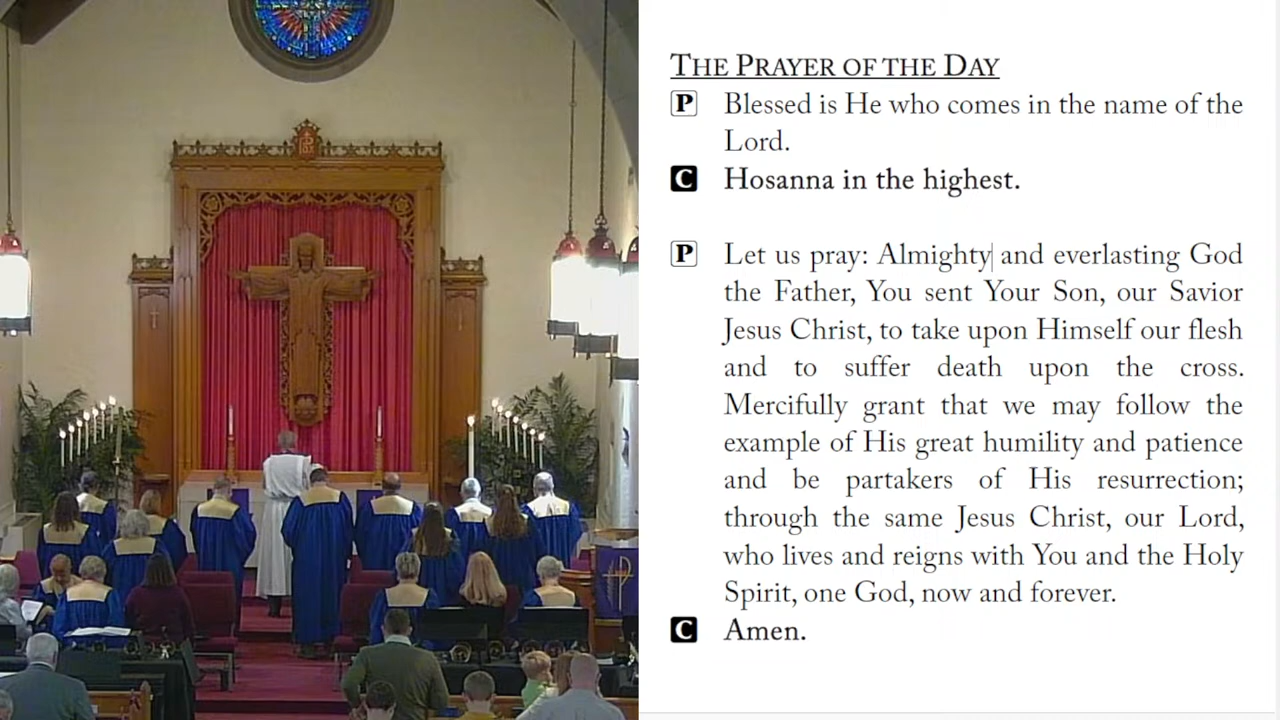 THE PRAYER OF THE DAY
P Blessed is He who comes in the name of the
Lord.
C Hosanna in the highest.
P Let us pray: Almighty and everlasting God
the Father, You sent Your Son, our Savior
Jesus Christ, to take upon Himself our flesh
and to suffer death upon the cross.
Mercifully grant that we may follow the
example of His great humility and patience
and be partakers of His resurrection;
through the same Jesus Christ, our Lord,
who lives and reigns with You and the Holy
Spirit, one God, now and forever.
C Amen.